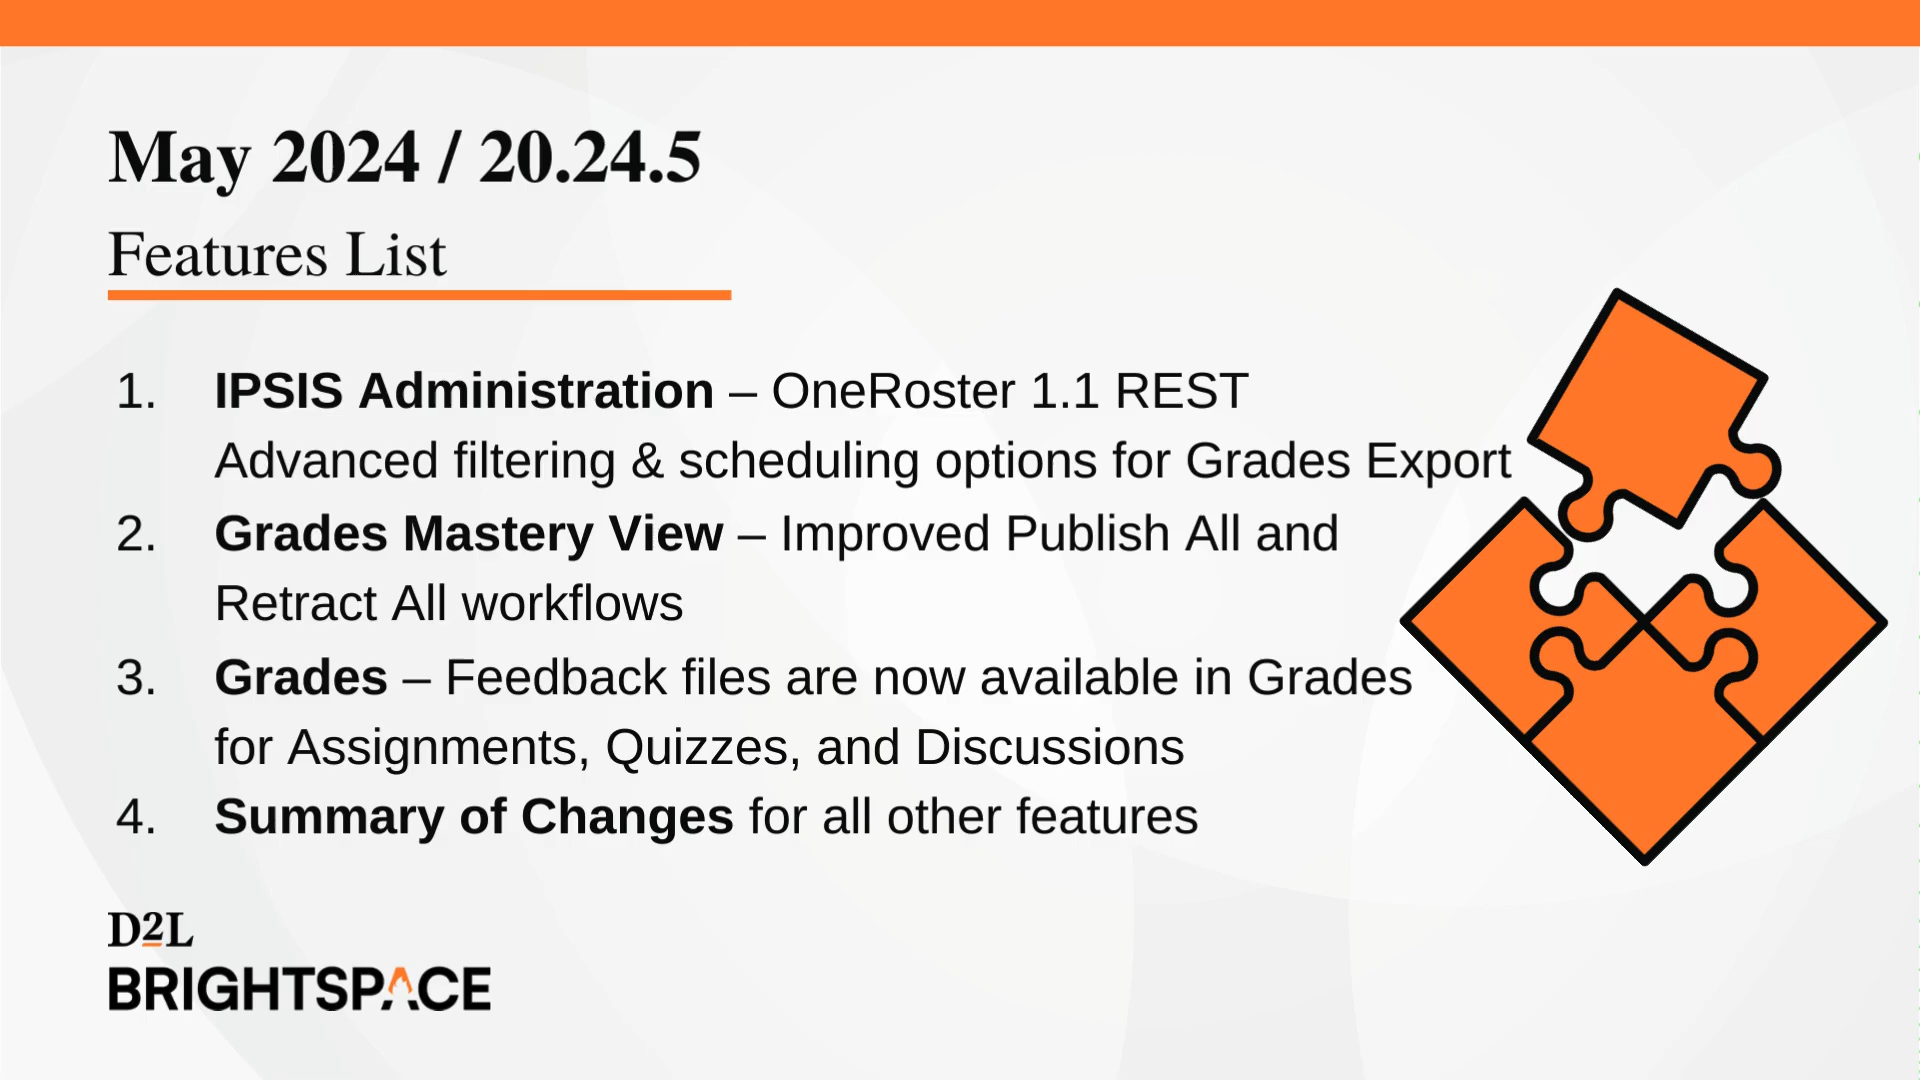 May 2024 / 20.24.5
Features List
1. IPSIS Administration – OneRoster 1.1 REST
Advanced filtering & scheduling options for Grades Export
2. Grades Mastery View – Improved Publish All and
Retract All workflows
3. Grades – Feedback files are now available in Grades
for Assignments, Quizzes, and Discussions
4. Summary of Changes for all other features
D2L
BRIGHTSPACE